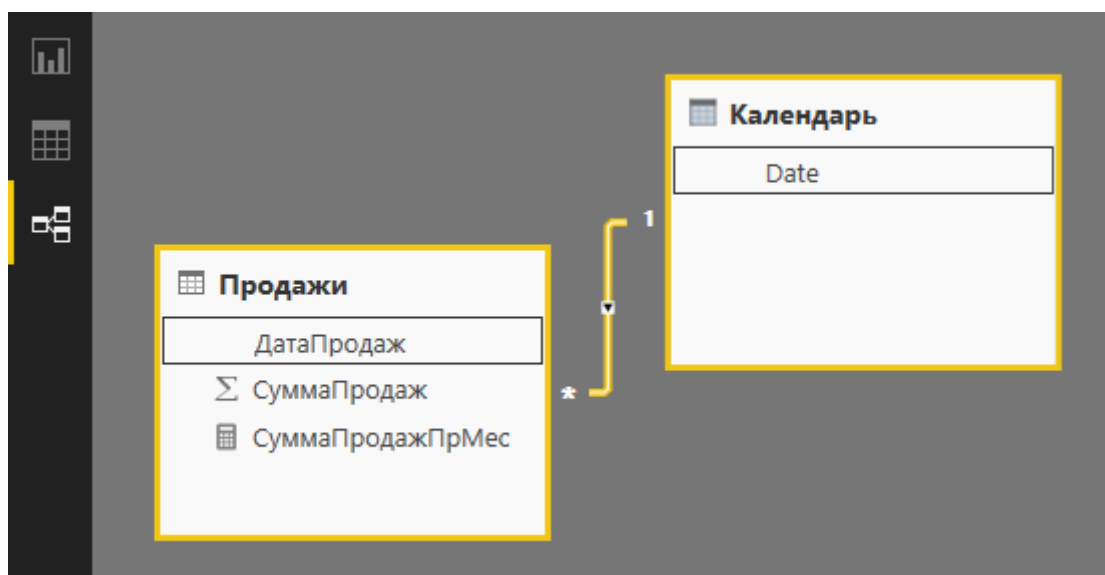 Календарь
Date
1
Продажи
ДатаПродаж
Σ СуммаПродаж
*
СуммаПродажПрМес